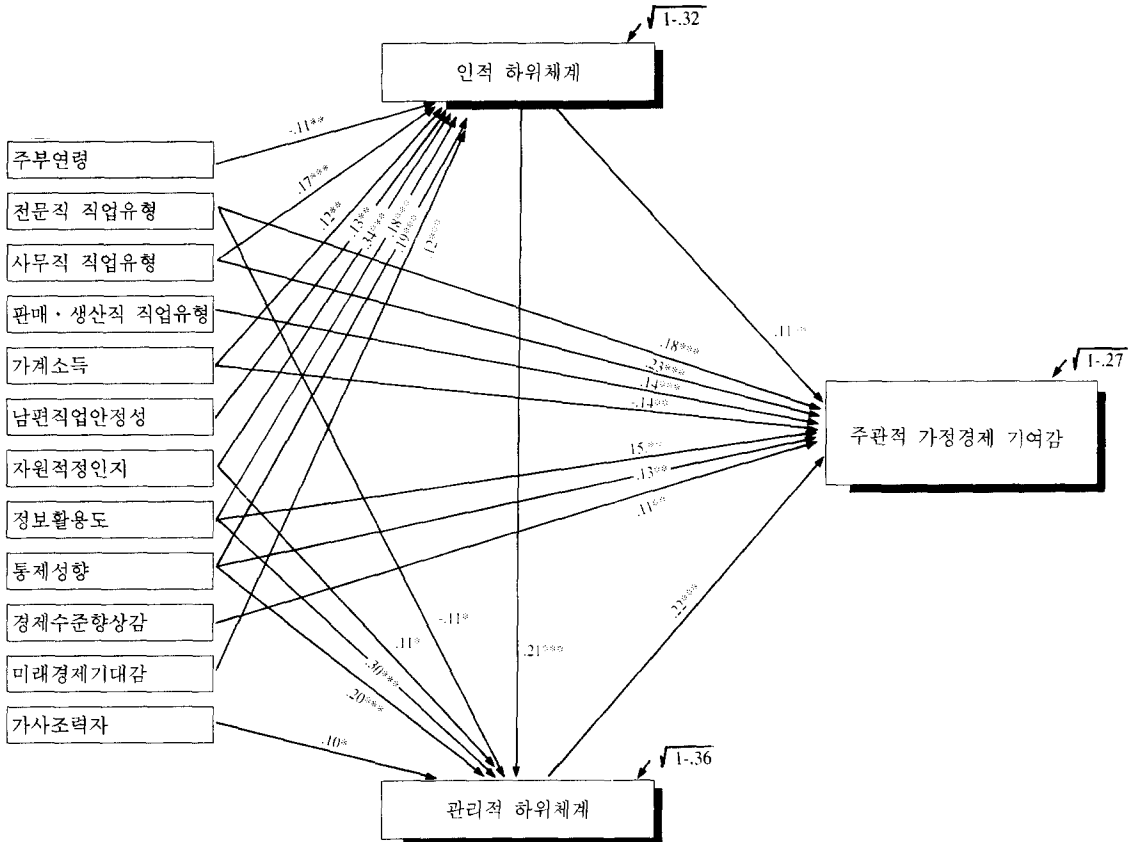 √1-.32
인적 하위체계
-.11**
주부연령
.17***
전문직 직업유형
.12**
.13**
.34***
.18***
.19***
.12***
사무직 직업유형
판매·생산직 직업유형
.18***
.11*
√1-.27
가계소득
.23***
.14***
-.14**
남편직업안정성
주관적 가정경제 기여감
자원적정인지
.15**
.13**
정보활용도
.11**
통제성향
경제수준향상감
.22***
-.11*
.11*
.21***
미래경제기대감
.30***
.20***
가사조력자
.10*
√1-.36
관리적 하위체계